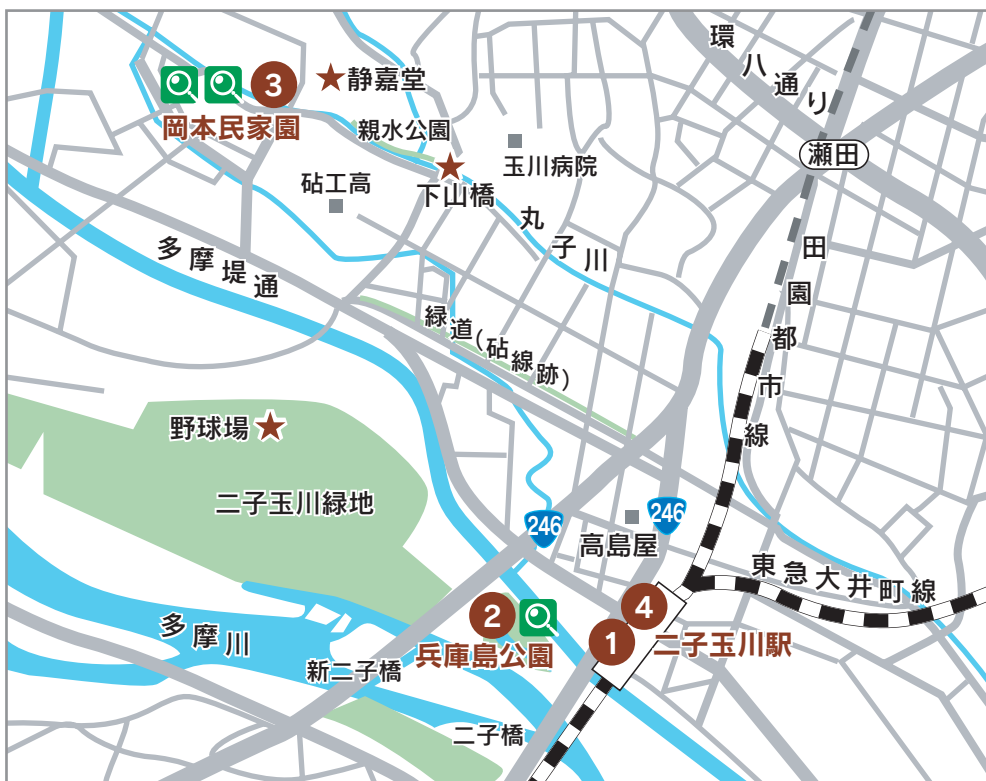 環八通り
瀬田
3
静嘉堂
岡本民家園
親水公園
玉川病院
砧工高
下山橋
丸子川
多摩堤通
田園都市線
緑道(砧線跡)
野球場
二子玉川緑地
246
246
高島屋
東急大井町線
2
4
1
多摩川
兵庫島公園
二子玉川駅
新二子橋
二子橋